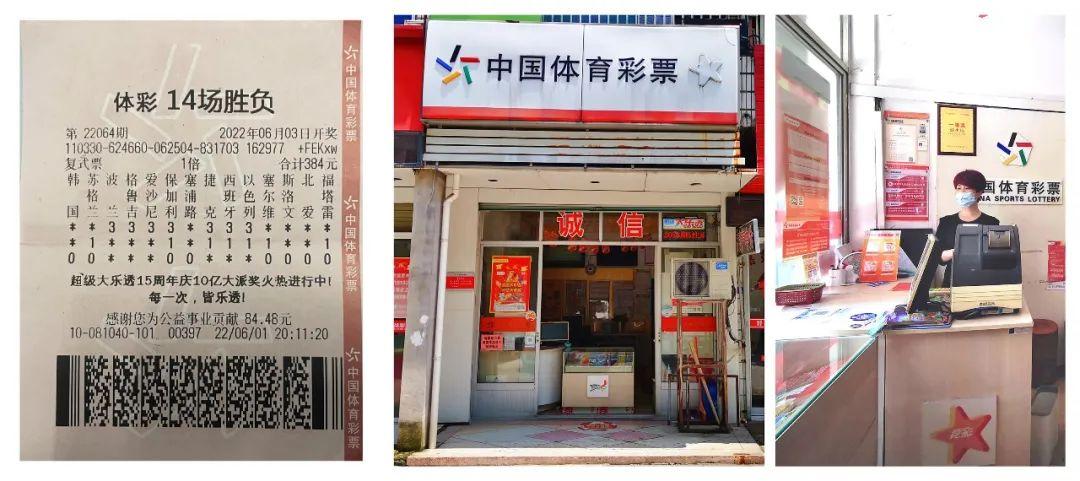 体彩 14场胜负
第 22064期 2022年06月03日开奖
110330-624660-062504-831703 162977 +FEKxw
复式票 1倍 合计384元
韩 苏 波 格 爱 保 塞 捷 西 以 塞 斯 北 福
格 鲁 沙 加 浦 班 色 尔 洛 塔
国 兰 兰 吉 尼 利 路 克 牙 列 维 文 爱 雷
* * 3 3 3 3 * 3 3 3 * * * *
* 1 * * * * 1 * 1 1 1 * * 1
0 0 * * * 0 0 * * * 0 0 0 0
超级大乐透15周年庆10亿大派奖火热进行中!
每一次，皆乐透!
感谢您为公益事业贡献 84.48元
10-081040-101 00397 22/06/01 20:11:20
中国体育彩票
中国体育彩票
中国体育彩票
中国体育彩票
诚信
国体育彩票
NA SPORTS LOTTERY
竞彩